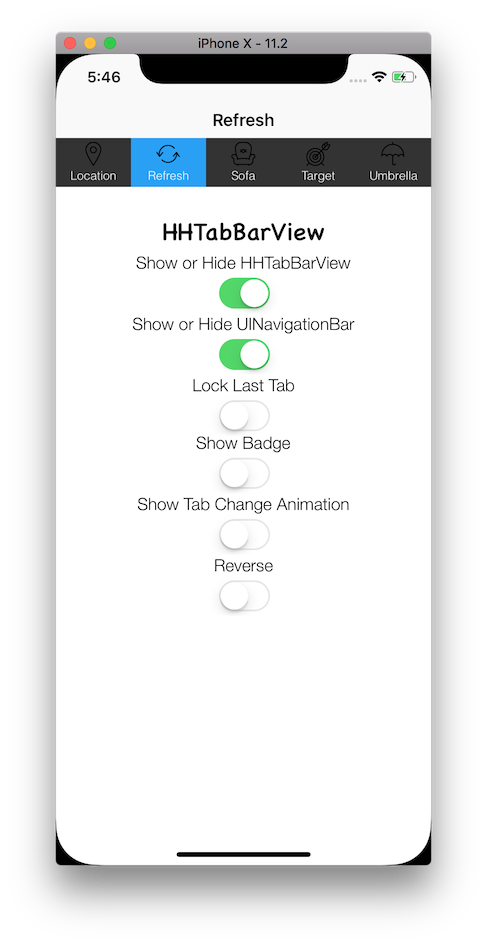 iPhone X - 11.2
5:46
Refresh
Location Refresh Sofa Target Umbrella
HHTabBarView
Show or Hide HHTabBarView
Show or Hide UINavigationBar
Lock Last Tab
Show Badge
Show Tab Change Animation
Reverse